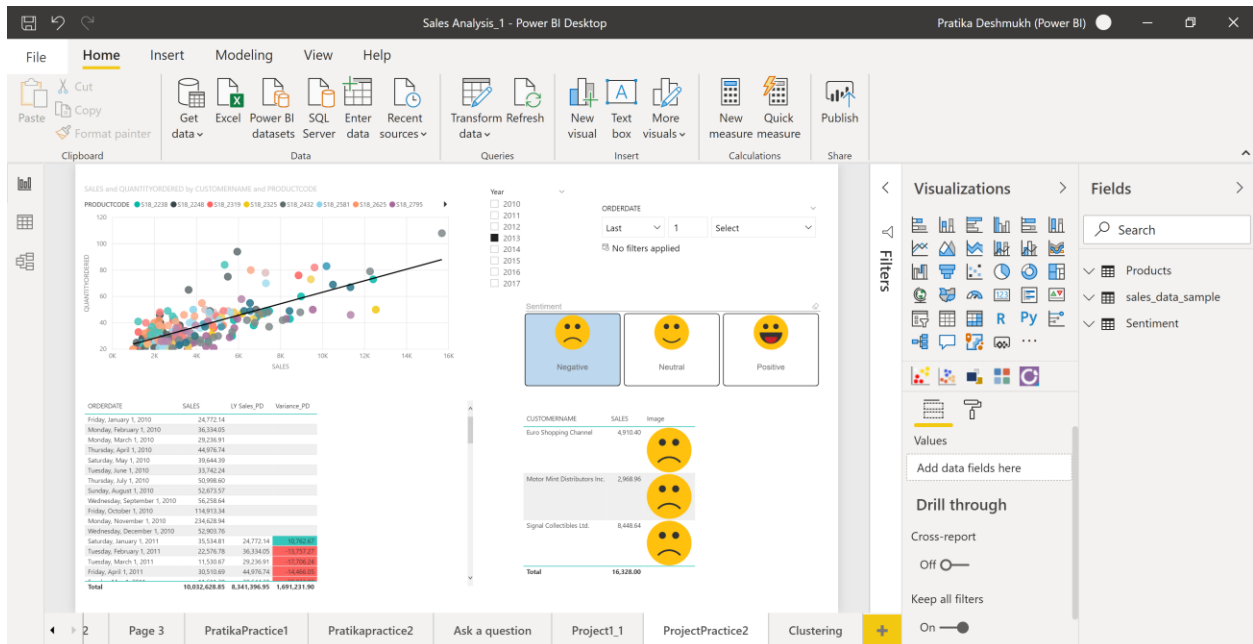 Sales Analysis_1 - Power BI Desktop
Pratika Deshmukh (Power BI)
File Home Insert Modeling View Help
Paste
Cut
Copy
Format painter
Clipboard
Get data
Excel
Power BI datasets
SQL Server
Enter data
Recent sources
Data
Transform data
Refresh
Queries
New visual
Text box
More visuals
Insert
New measure
Quick measure
Calculations
Publish
Share
SALES and QUANTITYORDERED by CUSTOMERNAME and PRODUCTCODE
PRODUCTCODE S18_2238 S18_2248 S18_2319 S18_2325 S18_2432 S18_2581 S18_2625 S18_2795
120
100
80
60
40
20
QUANTITYORDERED
0K 2K 4K 6K 8K 10K 12K 14K 16K
SALES
Year
2010
2011
2012
2013
2014
2015
2016
2017
ORDERDATE
Last 1 Select
No filters applied
Sentiment
Negative Neutral Positive
ORDERDATE SALES LY Sales_PD Variance_PD
Friday, January 1, 2010 24,772.14
Monday, February 1, 2010 36,334.05
Monday, March 1, 2010 29,236.91
Thursday, April 1, 2010 44,976.74
Saturday, May 1, 2010 39,644.39
Tuesday, June 1, 2010 33,742.24
Thursday, July 1, 2010 50,998.60
Sunday, August 1, 2010 52,673.57
Wednesday, September 1, 2010 56,258.64
Friday, October 1, 2010 114,913.34
Monday, November 1, 2010 234,628.94
Wednesday, December 1, 2010 52,903.76
Saturday, January 1, 2011 35,534.81 24,772.14 10,762.67
Tuesday, February 1, 2011 22,576.78 36,334.05 -13,757.27
Tuesday, March 1, 2011 11,530.67 29,236.91 -17,706.24
Friday, April 1, 2011 30,510.69 44,976.74 -14,466.05
Total 10,032,628.85 8,341,396.95 1,691,231.90
CUSTOMERNAME SALES Image
Euro Shopping Channel 4,910.40
Motor Mint Distributors Inc. 2,968.96
Signal Collectibles Ltd. 8,448.64
Total 16,328.00
Filters
Visualizations
123
R Py
Values
Add data fields here
Drill through
Cross-report
Off
Keep all filters
On
Fields
Search
Products
sales_data_sample
Sentiment
2 Page 3 PratikaPractice1 Pratikapractice2 Ask a question Project1_1 ProjectPractice2 Clustering